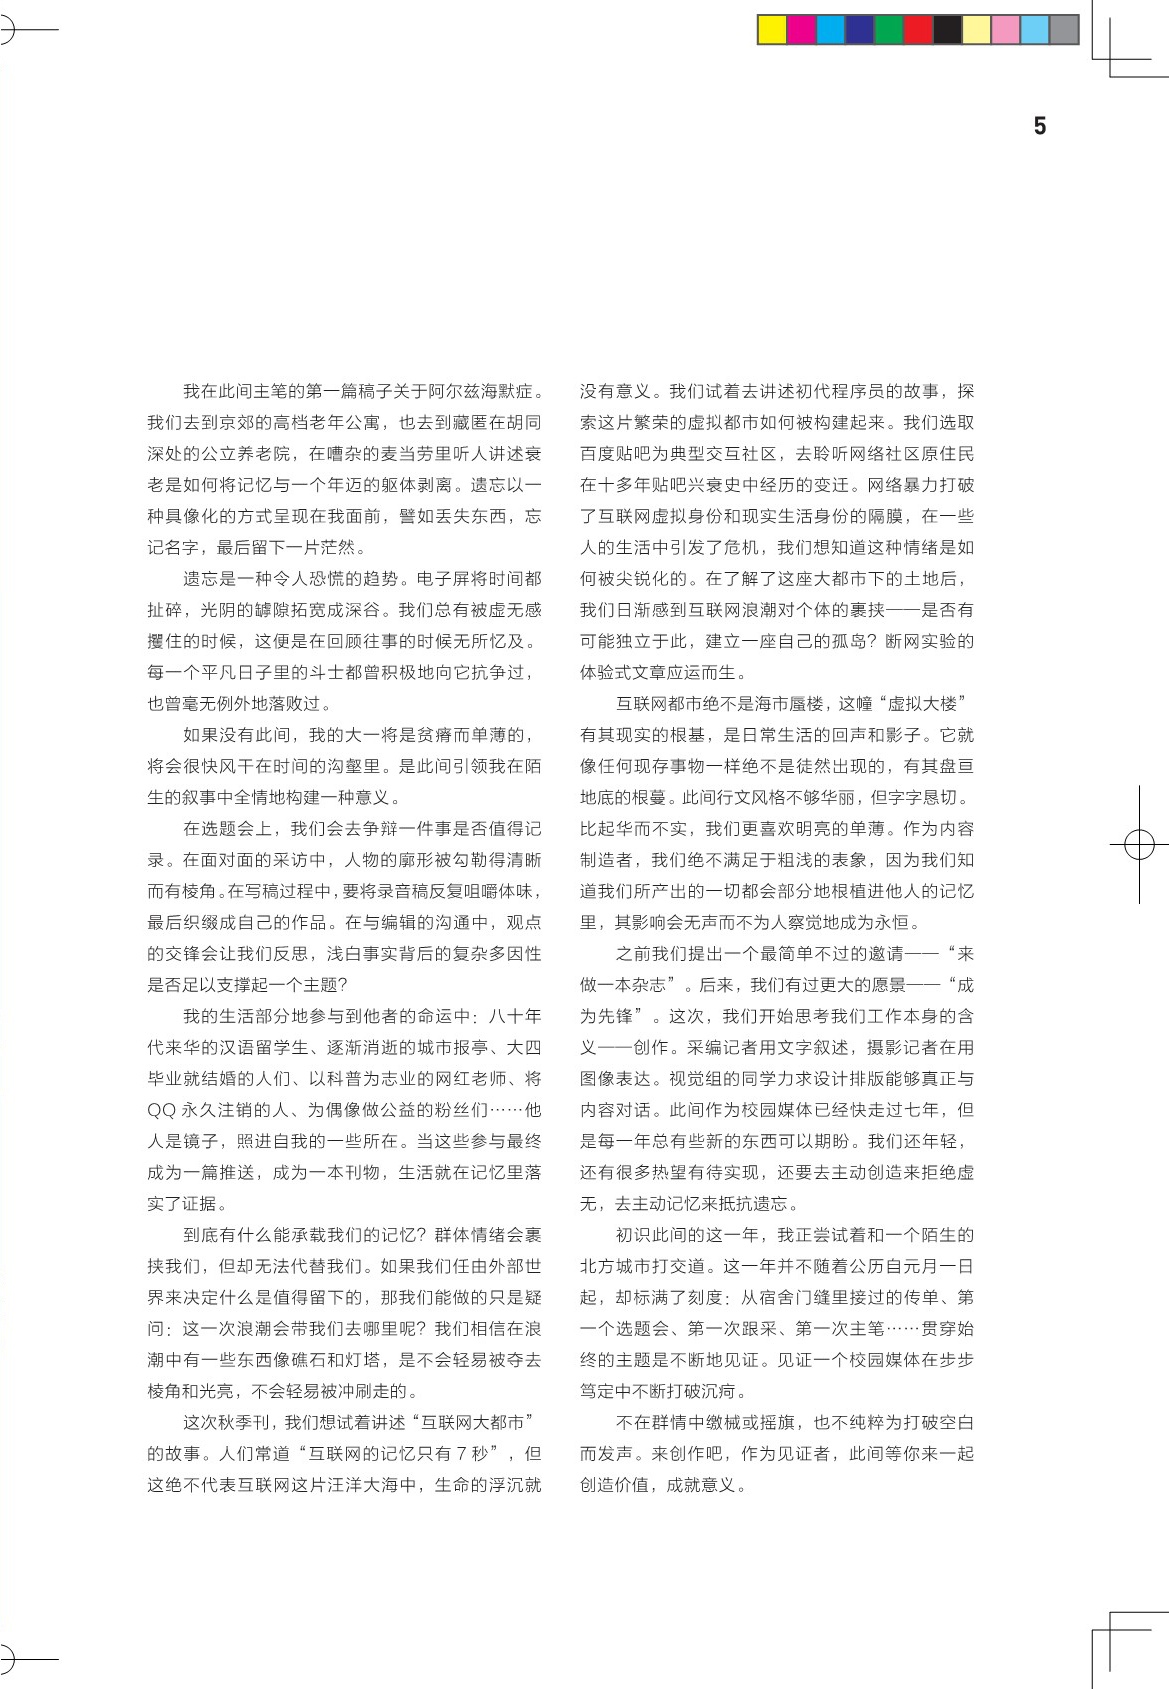 5
我在此间主笔的第一篇稿子关于阿尔兹海默症。
我们去到京郊的高档老年公寓，也去到藏匿在胡同
深处的公立养老院，在嘈杂的麦当劳里听人讲述衰
老是如何将记忆与一个年迈的躯体剥离。遗忘以一
种具像化的方式呈现在我面前，譬如丢失东西，忘
记名字，最后留下一片茫然。
遗忘是一种令人恐慌的趋势。电子屏将时间都
扯碎，光阴的罅隙拓宽成深谷。我们总有被虚无感
攫住的时候，这便是在回顾往事的时候无所忆及。
每一个平凡日子里的斗士都曾积极地向它抗争过，
也曾毫无例外地落败过。
如果没有此间，我的大一将是贫瘠而单薄的，
将会很快风干在时间的沟壑里。是此间引领我在陌
生的叙事中全情地构建一种意义。
在选题会上，我们会去争辩一件事是否值得记
录。在面对面的采访中，人物的廓形被勾勒得清晰
而有棱角。在写稿过程中，要将录音稿反复咀嚼体味，
最后织缀成自己的作品。在与编辑的沟通中，观点
的交锋会让我们反思，浅白事实背后的复杂多因性
是否足以支撑起一个主题？
我的生活部分地参与到他者的命运中：八十年
代来华的汉语留学生、逐渐消逝的城市报亭、大四
毕业就结婚的人们、以科普为志业的网红老师、将
QQ 永久注销的人、为偶像做公益的粉丝们……他
人是镜子，照进自我的一些所在。当这些参与最终
成为一篇推送，成为一本刊物，生活就在记忆里落
实了证据。
到底有什么能承载我们的记忆？群体情绪会裹
挟我们，但却无法代替我们。如果我们任由外部世
界来决定什么是值得留下的，那我们能做的只是疑
问：这一次浪潮会带我们去哪里呢？我们相信在浪
潮中有一些东西像礁石和灯塔，是不会轻易被夺去
棱角和光亮，不会轻易被冲刷走的。
这次秋季刊，我们想试着讲述“互联网大都市”
的故事。人们常道“互联网的记忆只有 7 秒”，但
这绝不代表互联网这片汪洋大海中，生命的浮沉就
没有意义。我们试着去讲述初代程序员的故事，探
索这片繁荣的虚拟都市如何被构建起来。我们选取
百度贴吧为典型交互社区，去聆听网络社区原住民
在十多年贴吧兴衰史中经历的变迁。网络暴力打破
了互联网虚拟身份和现实生活身份的隔膜，在一些
人的生活中引发了危机，我们想知道这种情绪是如
何被尖锐化的。在了解了这座大都市下的土地后，
我们日渐感到互联网浪潮对个体的裹挟——是否有
可能独立于此，建立一座自己的孤岛？断网实验的
体验式文章应运而生。
互联网都市绝不是海市蜃楼，这幢“虚拟大楼”
有其现实的根基，是日常生活的回声和影子。它就
像任何现存事物一样绝不是徒然出现的，有其盘亘
地底的根蔓。此间行文风格不够华丽，但字字恳切。
比起华而不实，我们更喜欢明亮的单薄。作为内容
制造者，我们绝不满足于粗浅的表象，因为我们知
道我们所产出的一切都会部分地根植进他人的记忆
里，其影响会无声而不为人察觉地成为永恒。
之前我们提出一个最简单不过的邀请——“来
做一本杂志”。后来，我们有过更大的愿景——“成
为先锋”。这次，我们开始思考我们工作本身的含
义——创作。采编记者用文字叙述，摄影记者在用
图像表达。视觉组的同学力求设计排版能够真正与
内容对话。此间作为校园媒体已经快走过七年，但
是每一年总有些新的东西可以期盼。我们还年轻，
还有很多热望有待实现，还要去主动创造来拒绝虚
无，去主动记忆来抵抗遗忘。
初识此间的这一年，我正尝试着和一个陌生的
北方城市打交道。这一年并不随着公历自元月一日
起，却标满了刻度：从宿舍门缝里接过的传单、第
一个选题会、第一次跟采、第一次主笔……贯穿始
终的主题是不断地见证。见证一个校园媒体在步步
笃定中不断打破沉疴。
不在群情中缴械或摇旗，也不纯粹为打破空白
而发声。来创作吧，作为见证者，此间等你来一起
创造价值，成就意义。